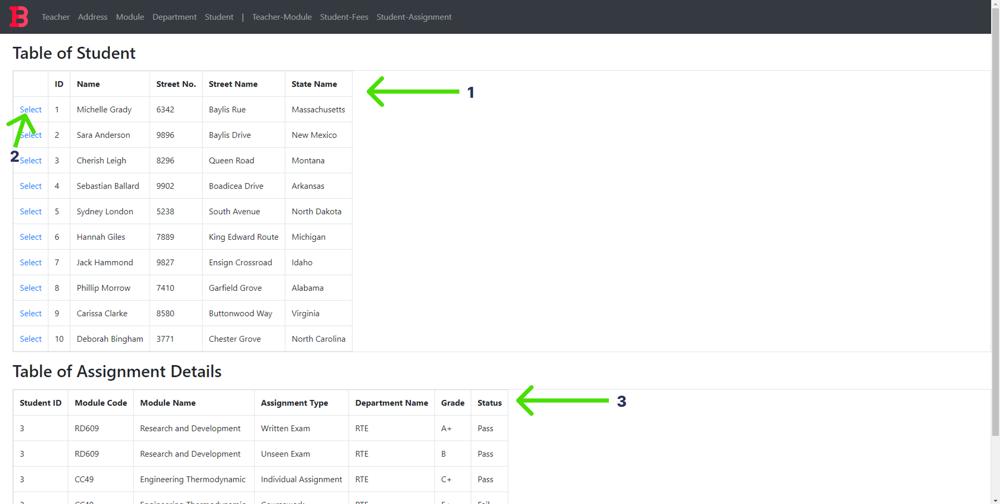 B Teacher Address Module Department Student | Teacher-Module Student-Fees Student-Assignment
Table of Student
ID Name Street No. Street Name State Name
1
Select 1 Michelle Grady 6342 Baylis Rue Massachusetts
Select 2 Sara Anderson 9896 Baylis Drive New Mexico
2
Select 3 Cherish Leigh 8296 Queen Road Montana
Select 4 Sebastian Ballard 9902 Boadicea Drive Arkansas
Select 5 Sydney London 5238 South Avenue North Dakota
Select 6 Hannah Giles 7889 King Edward Route Michigan
Select 7 Jack Hammond 9827 Ensign Crossroad Idaho
Select 8 Phillip Morrow 7410 Garfield Grove Alabama
Select 9 Carissa Clarke 8580 Buttonwood Way Virginia
Select 10 Deborah Bingham 3771 Chester Grove North Carolina
Table of Assignment Details
Student ID Module Code Module Name Assignment Type Department Name Grade Status
3
3 RD609 Research and Development Written Exam RTE A+ Pass
3 RD609 Research and Development Unseen Exam RTE B Pass
3 CC49 Engineering Thermodynamic Individual Assignment RTE C+ Pass